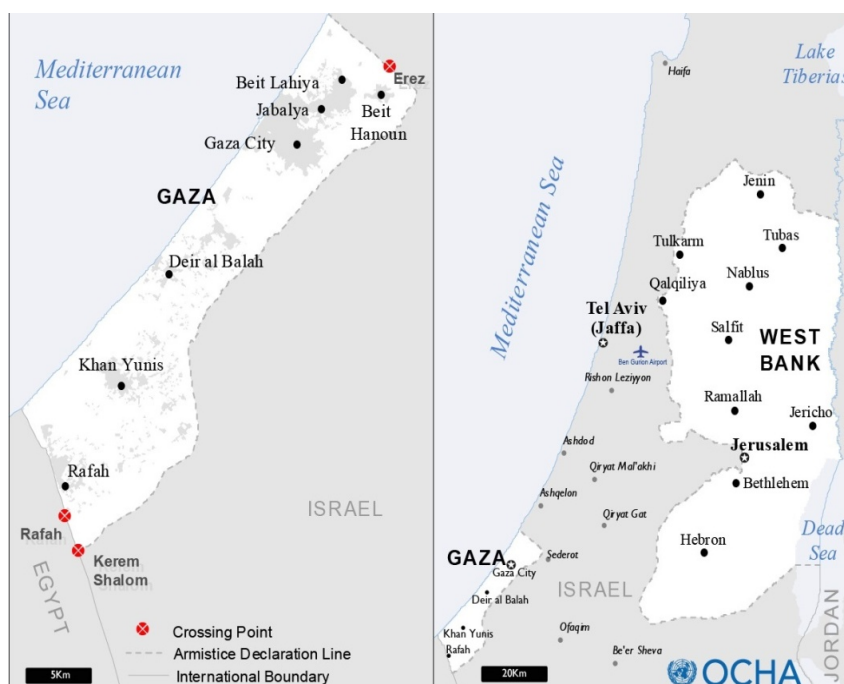 Mediterranean
Sea
Erez
Beit Lahiya
Jabalya
Beit
Hanoun
Gaza City
GAZA
Deir al Balah
Khan Yunis
Rafah
Rafah
Kerem
Shalom
ISRAEL
EGYPT
Crossing Point
Armistice Declaration Line
International Boundary
5Km
Lake
Tiberias
Haifa
Mediterranean Sea
Jenin
Tubas
Tulkarm
Nablus
Qalqiliya
Tel Aviv
(Jaffa)
Ben Gurion Airport
Salfit
WEST
BANK
Rishon Leziyyon
Ramallah
Jericho
Jerusalem
Ashdod
Qiryat Mal'akhi
Bethlehem
Ashqelon
Qiryat Gat
Dead
Sea
Hebron
GAZA
Gaza City
Sederot
Deir al Balah
ISRAEL
Khan Yunis
Rafah
Ofaqim
Be'er Sheva
JORDAN
20Km
OCHA